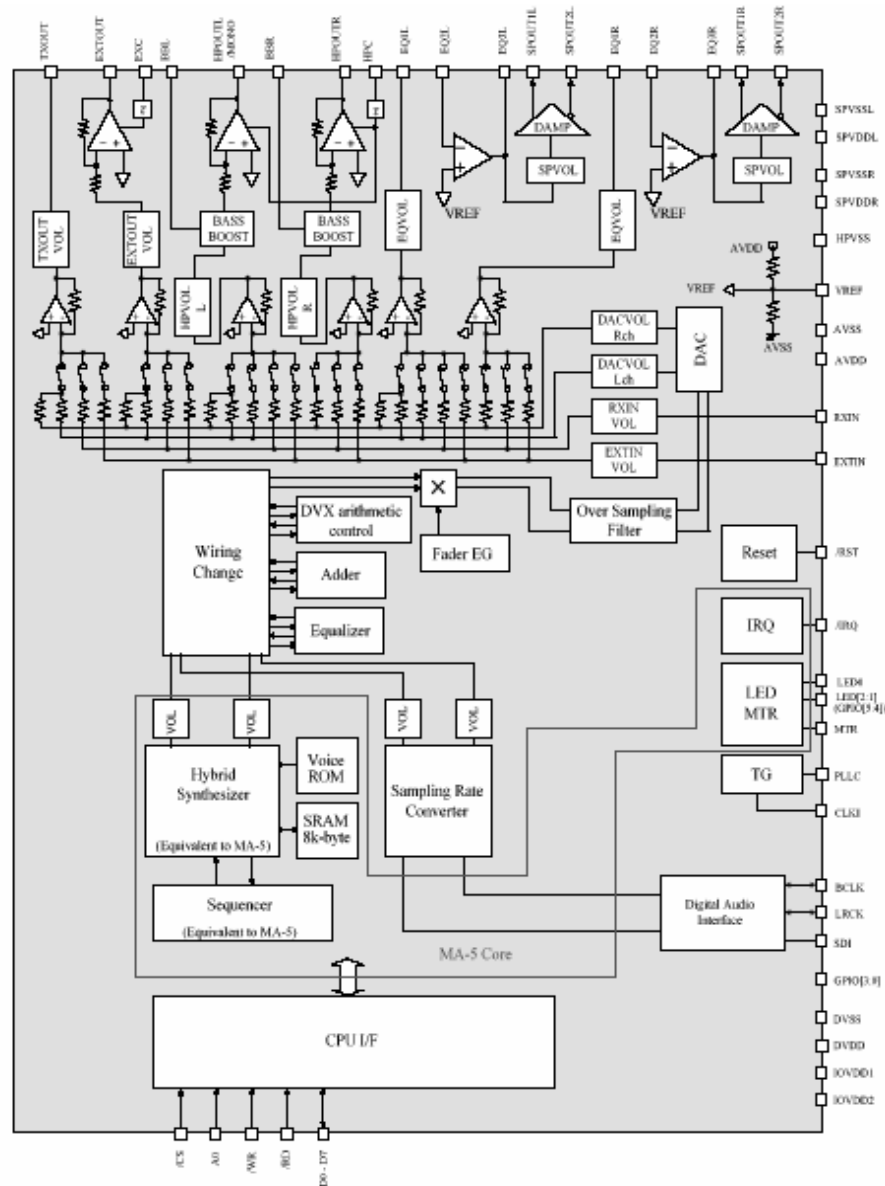 TXOUT
EXTOUT
EXC
BBL
HPOUTL
/MONO
BBR
HPOUTR
HPC
EQ1L
EQ2L
EQ3L
SPOUT1L
SPOUT2L
EQ1R
EQ2R
EQ3R
SPOUT1R
SPOUT2R
SPVSSL
SPVDDL
SPVSSR
SPVDDR
HPVSS
VREF
AVSS
AVDD
RXIN
EXTIN
/RST
/IRQ
LED0
LED[2:1]
(GPIO[5:4])
MTR
PLLC
CLKI
BCLK
LRCK
SDI
GPIO[3:0]
DVSS
DVDD
IOVDD1
IOVDD2
DAMP
SPVOL
VREF
DAMP
SPVOL
VREF
TXOUT
VOL
EXTOUT
VOL
BASS
BOOST
BASS
BOOST
EQVOL
EQVOL
HPVOL
L
HPVOL
R
AVDD
VREF
AVSS
DACVOL
Rch
DACVOL
Lch
DAC
RXIN
VOL
EXTIN
VOL
Wiring
Change
DVX arithmetic
control
Adder
Equalizer
×
Fader EG
Over Sampling
Filter
Reset
IRQ
LED
MTR
TG
VOL
VOL
VOL
VOL
Hybrid
Synthesizer
(Equivalent to MA-5)
Voice
ROM
SRAM
8k-byte
Sampling Rate
Converter
Sequencer
(Equivalent to MA-5)
Digital Audio
Interface
MA-5 Core
CPU I/F
/CS
A0
/WR
/RD
D0 - D7